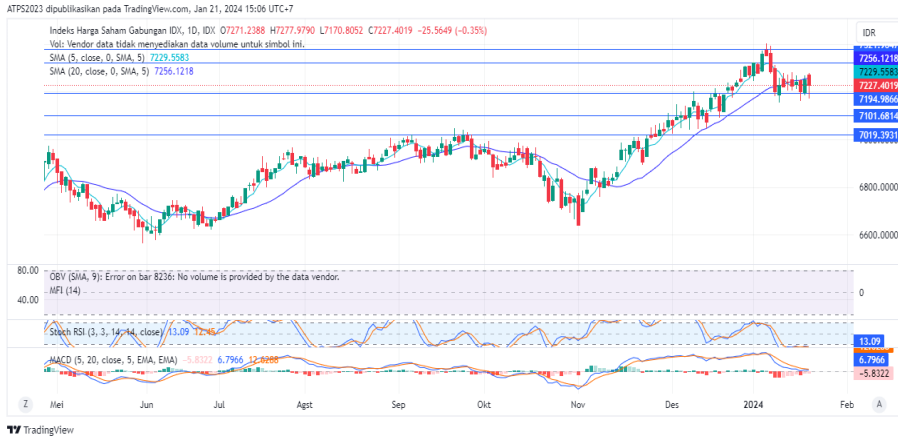 ATPS2023 dipublikasikan pada TradingView.com, Jan 21, 2024 15:06 UTC+7
Indeks Harga Saham Gabungan IDX, 1D, IDX O7271.2388 H7277.9790 L7170.8052 C7227.4019 -25.5649 (-0.35%)
Vol: Vendor data tidak menyediakan data volume untuk simbol ini.
SMA (5, close, 0, SMA, 5) 7229.5583
SMA (20, close, 0, SMA, 5) 7256.1218
IDR
7256.1218
7229.5583
7227.4019
7194.9866
7101.6814
7019.3931
6800.0000
6600.0000
80.00
OBV (SMA, 9): Error on bar 8236: No volume is provided by the data vendor.
MFI (14)
40.00
0
Stoch RSI (3, 3, 14, 14, close) 13.09 12.45
13.09
MACD (5, 20, close, 5, EMA, EMA) -5.8322 6.7966 12.6288
6.7966
-5.8322
Z
Mei
Jun
Jul
Agst
Sep
Okt
Nov
Des
2024
Feb
A
TradingView